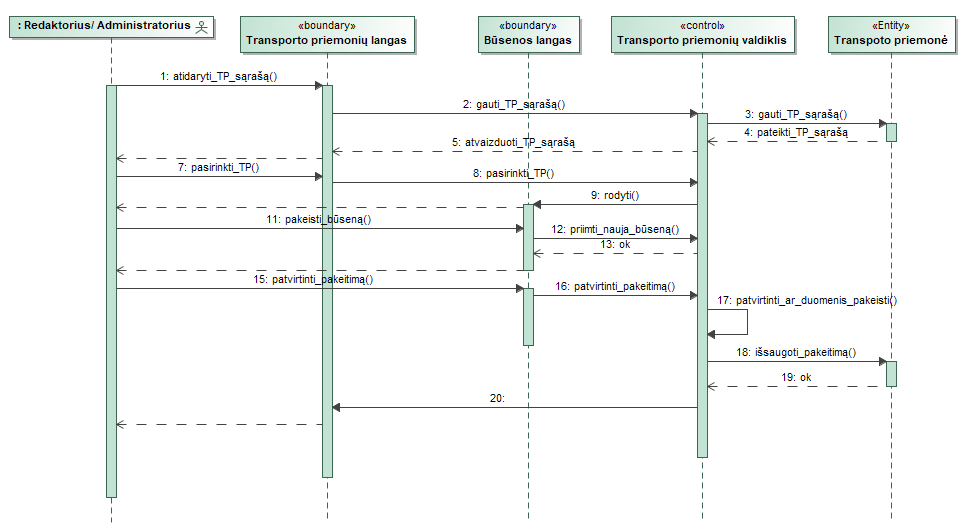 : Redaktorius/ Administratorius
«boundary»
Transporto priemonių langas
«boundary»
Būsenos langas
«control»
Transporto priemonių valdiklis
«Entity»
Transpoto priemonė
1: atidaryti_TP_sąrašą()
2: gauti_TP_sąrašą()
3: gauti_TP_sąrašą()
4: pateikti_TP_sąrašą
5: atvaizduoti_TP_sąrašą
7: pasirinkti_TP()
8: pasirinkti_TP()
9: rodyti()
11: pakeisti_būseną()
12: priimti_nauja_būseną()
13: ok
15: patvirtinti_pakeitimą()
16: patvirtinti_pakeitimą()
17: patvirtinti_ar_duomenis_pakeisti()
18: išsaugoti_pakeitimą()
19: ok
20: